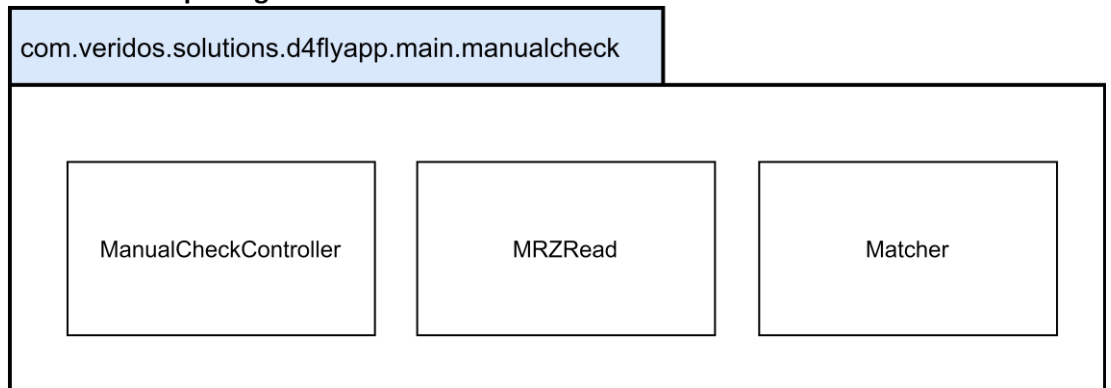 com.veridos.solutions.d4flyapp.main.manualcheck
ManualCheckController
MRZRead
Matcher